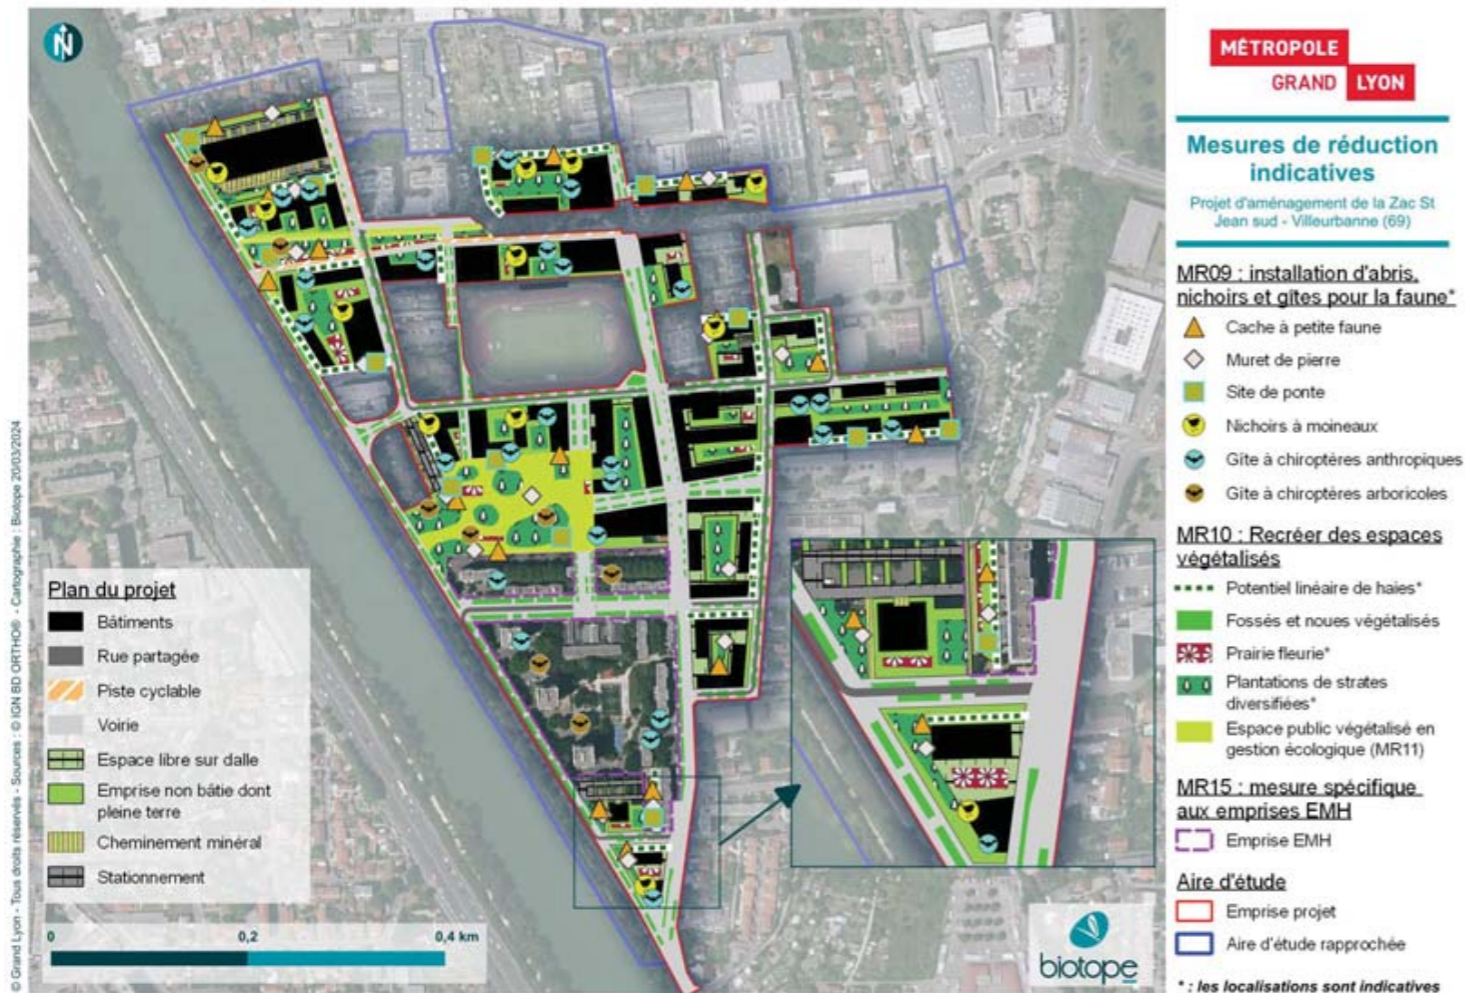 N
MÉTROPOLE
GRAND LYON
Mesures de réduction
indicatives
Projet d'aménagement de la Zac St
Jean sud - Villeurbanne (69)
MR09 : installation d'abris,
nichoirs et gîtes pour la faune*
Cache à petite faune
Muret de pierre
Site de ponte
Nichoirs à moineaux
Gîte à chiroptères anthropiques
Gîte à chiroptères arboricoles
MR10 : Recréer des espaces
végétalisés
Potentiel linéaire de haies*
Fossés et noues végétalisés
Prairie fleurie*
Plantations de strates
diversifiées*
Espace public végétalisé en
gestion écologique (MR11)
MR15 : mesure spécifique
aux emprises EMH
Emprise EMH
Aire d'étude
Emprise projet
Aire d'étude rapprochée
* : les localisations sont indicatives
Plan du projet
Bâtiments
Rue partagée
Piste cyclable
Voirie
Espace libre sur dalle
Emprise non bâtie dont
pleine terre
Cheminement minéral
Stationnement
0 0,2 0,4 km
biotope
© Grand Lyon - Tous droits réservés - Sources : © IGN BD ORTHO® - Cartographie : Biotope 20/03/2024